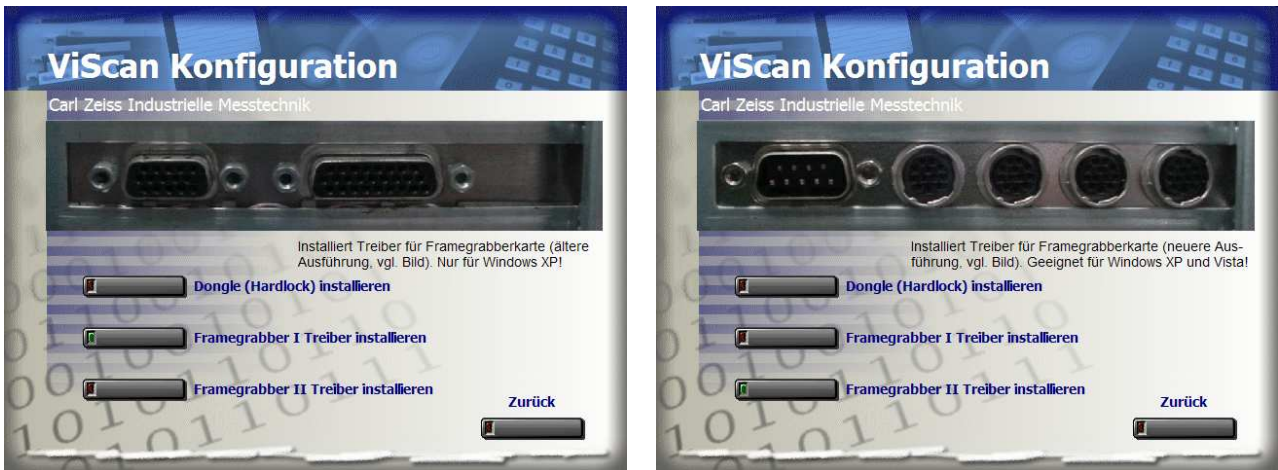 ViScan Konfiguration
Carl Zeiss Industrielle Messtechnik
Installiert Treiber für Framegrabberkarte (ältere
Ausführung, vgl. Bild). Nur für Windows XP!
Dongle (Hardlock) installieren
Framegrabber I Treiber installieren
Framegrabber II Treiber installieren
Zurück
ViScan Konfiguration
Carl Zeiss Industrielle Messtechnik
Installiert Treiber für Framegrabberkarte (neuere Aus-
führung, vgl. Bild). Geeignet für Windows XP und Vista!
Dongle (Hardlock) installieren
Framegrabber I Treiber installieren
Framegrabber II Treiber installieren
Zurück